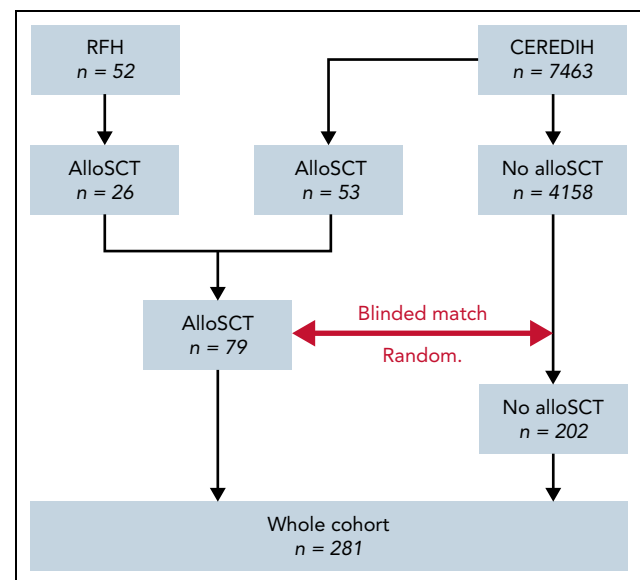 RFH
n = 52
CEREDIH
n = 7463
AlloSCT
n = 26
AlloSCT
n = 53
No alloSCT
n = 4158
AlloSCT
n = 79
Blinded match
Random.
No alloSCT
n = 202
Whole cohort
n = 281